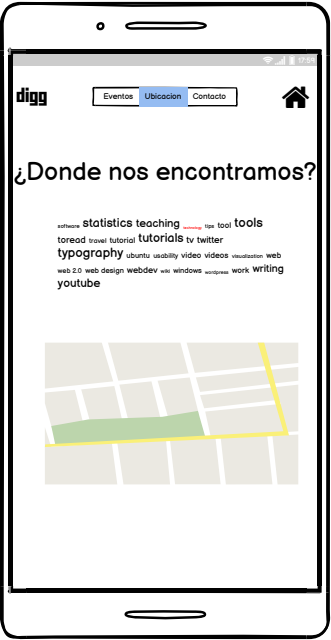 17:59
digg
Eventos Ubicacion Contacto
¿Donde nos encontramos?
software statistics teaching technology tips tool tools
toread travel tutorial tutorials tv twitter
typography ubuntu usability video videos visualization web
web 2.0 web design webdev wiki windows wordpress work writing
youtube